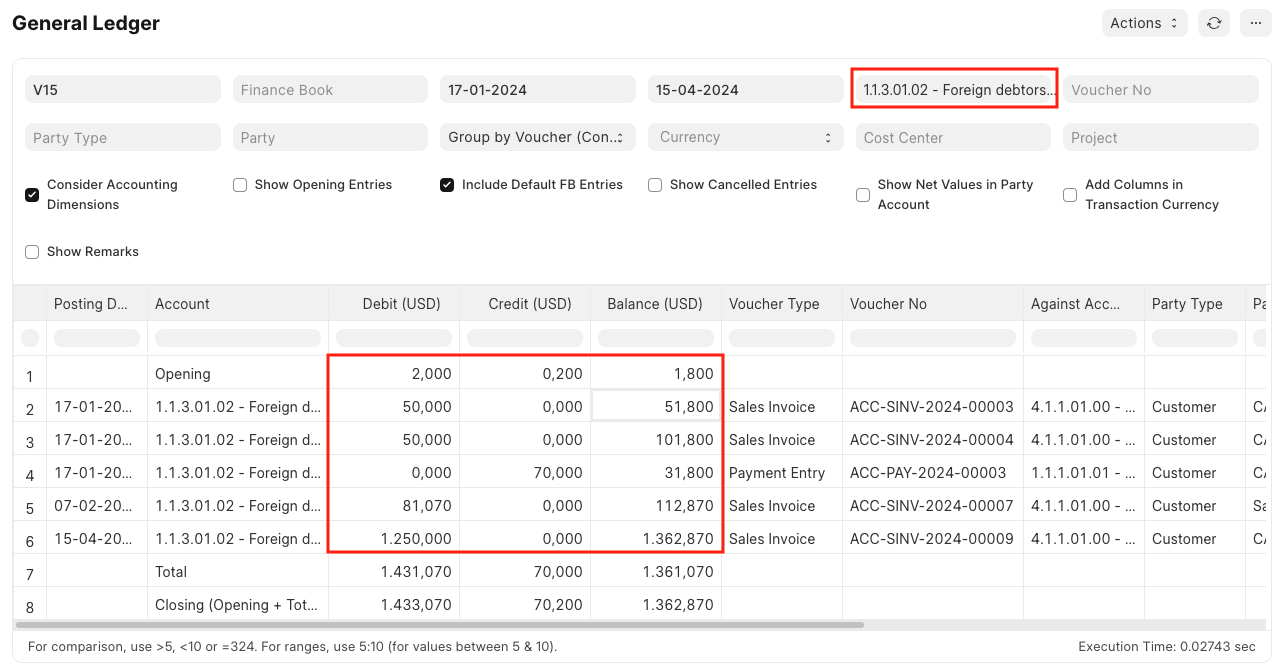 General Ledger
Actions
...
V15 Finance Book 17-01-2024 15-04-2024 1.1.3.01.02 - Foreign debtors... Voucher No
Party Type Party Group by Voucher (Con... Currency Cost Center Project
Consider Accounting Dimensions Show Opening Entries Include Default FB Entries Show Cancelled Entries Show Net Values in Party Account Add Columns in Transaction Currency
Show Remarks
Posting D... Account Debit (USD) Credit (USD) Balance (USD) Voucher Type Voucher No Against Acc... Party Type Pa
1 Opening 2,000 0,200 1,800
2 17-01-20... 1.1.3.01.02 - Foreign d... 50,000 0,000 51,800 Sales Invoice ACC-SINV-2024-00003 4.1.1.01.00 - ... Customer CA
3 17-01-20... 1.1.3.01.02 - Foreign d... 50,000 0,000 101,800 Sales Invoice ACC-SINV-2024-00004 4.1.1.01.00 - ... Customer CA
4 17-01-20... 1.1.3.01.02 - Foreign d... 0,000 70,000 31,800 Payment Entry ACC-PAY-2024-00003 1.1.1.01.01 - ... Customer CA
5 07-02-20... 1.1.3.01.02 - Foreign d... 81,070 0,000 112,870 Sales Invoice ACC-SINV-2024-00007 4.1.1.01.00 - ... Customer Sa
6 15-04-20... 1.1.3.01.02 - Foreign d... 1.250,000 0,000 1.362,870 Sales Invoice ACC-SINV-2024-00009 4.1.1.01.00 - ... Customer CA
7 Total 1.431,070 70,000 1.361,070
8 Closing (Opening + Tot... 1.433,070 70,200 1.362,870
For comparison, use >5, <10 or =324. For ranges, use 5:10 (for values between 5 & 10). Execution Time: 0.02743 sec